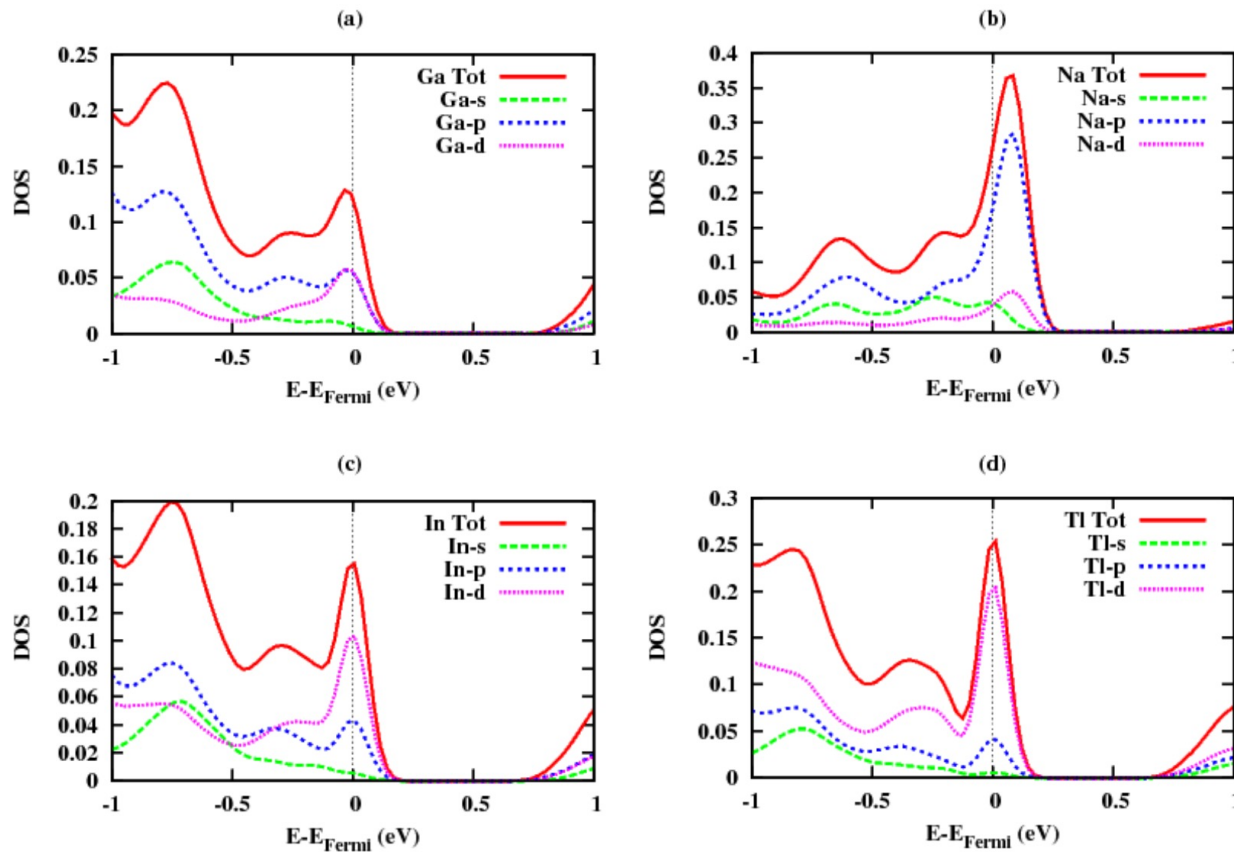 (a)
0.25
0.2
0.15
0.1
0.05
0
DOS
Ga Tot
Ga-s
Ga-p
Ga-d
-1
-0.5
0
0.5
1
E-E_Fermi (eV)
(b)
0.4
0.35
0.3
0.25
0.2
0.15
0.1
0.05
0
DOS
Na Tot
Na-s
Na-p
Na-d
-1
-0.5
0
0.5
1
E-E_Fermi (eV)
(c)
0.2
0.18
0.16
0.14
0.12
0.1
0.08
0.06
0.04
0.02
0
DOS
In Tot
In-s
In-p
In-d
-1
-0.5
0
0.5
1
E-E_Fermi (eV)
(d)
0.3
0.25
0.2
0.15
0.1
0.05
0
DOS
Tl Tot
Tl-s
Tl-p
Tl-d
-1
-0.5
0
0.5
1
E-E_Fermi (eV)